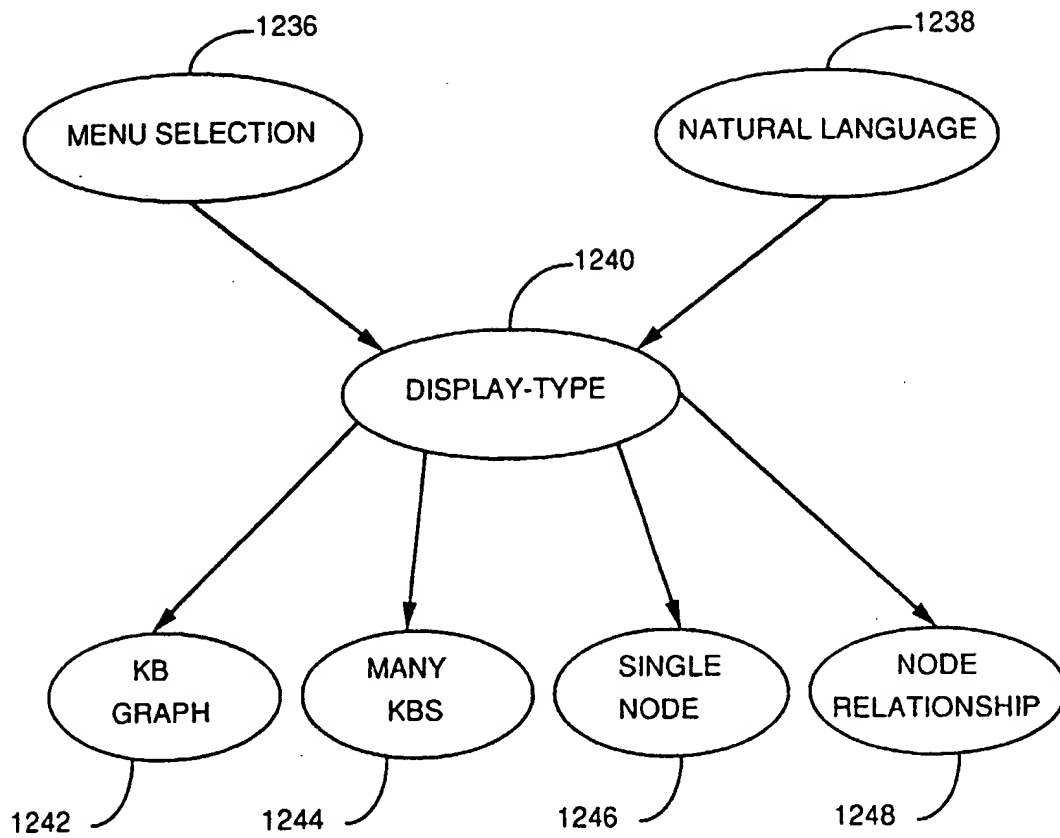 1236
1238
MENU SELECTION
NATURAL LANGUAGE
1240
DISPLAY-TYPE
KB
GRAPH
MANY
KBS
SINGLE
NODE
NODE
RELATIONSHIP
1242
1244
1246
1248